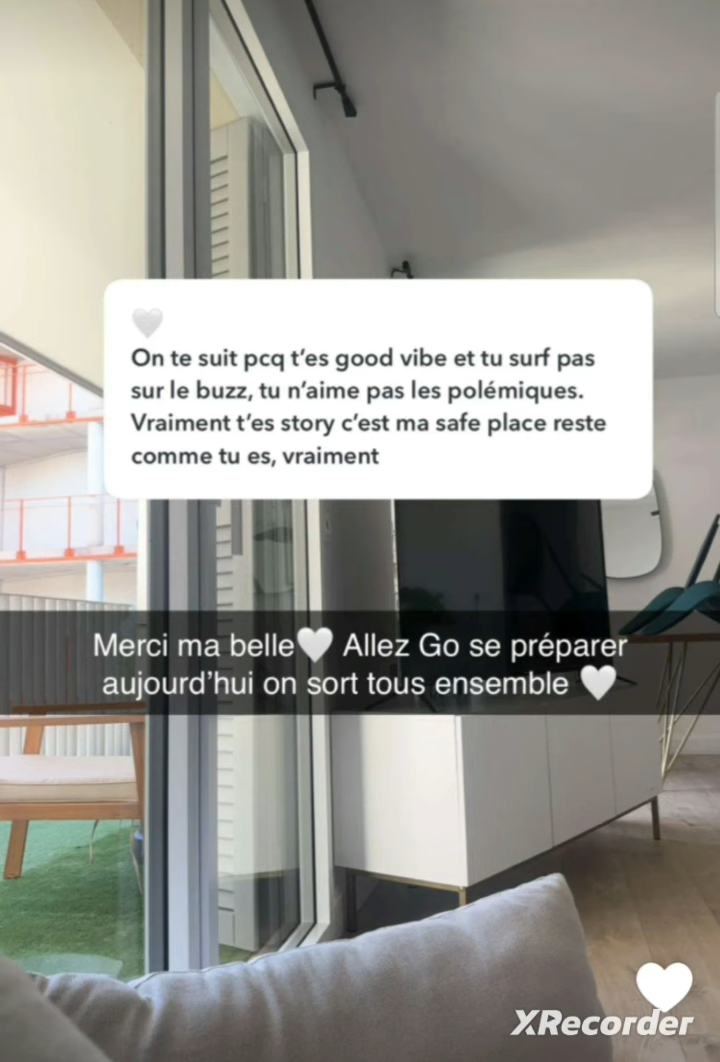 🤍
On te suit pcq t'es good vibe et tu surf pas
sur le buzz, tu n'aime pas les polémiques.
Vraiment t'es story c'est ma safe place reste
comme tu es, vraiment
Merci ma belle🤍 Allez Go se préparer
aujourd'hui on sort tous ensemble 🤍
XRecorder